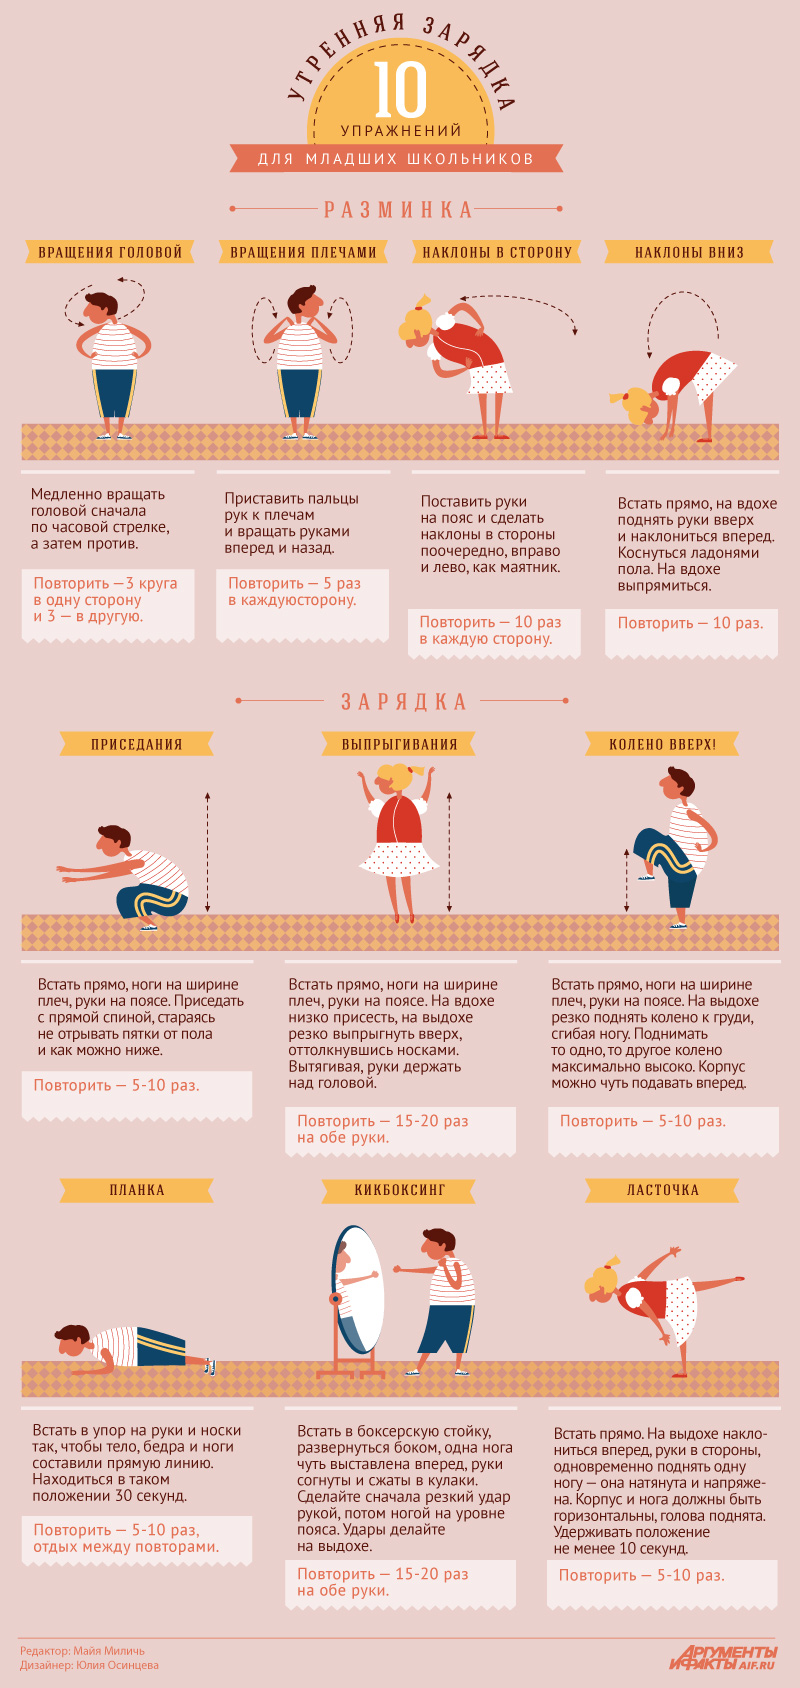 УТРЕННЯЯ ЗАРЯДКА
10
УПРАЖНЕНИЙ
ДЛЯ МЛАДШИХ ШКОЛЬНИКОВ
РАЗМИНКА
ВРАЩЕНИЯ ГОЛОВОЙ
Медленно вращать
головой сначала
по часовой стрелке,
а затем против.
Повторить —3 круга
в одну сторону
и 3 — в другую.
ВРАЩЕНИЯ ПЛЕЧАМИ
Приставить пальцы
рук к плечам
и вращать руками
вперед и назад.
Повторить — 5 раз
в каждуюсторону.
НАКЛОНЫ В СТОРОНУ
Поставить руки
на пояс и сделать
наклоны в стороны
поочередно, вправо
и лево, как маятник.
Повторить — 10 раз
в каждую сторону.
НАКЛОНЫ ВНИЗ
Встать прямо, на вдохе
поднять руки вверх
и наклониться вперед.
Коснуться ладонями
пола. На вдохе
выпрямиться.
Повторить — 10 раз.
ЗАРЯДКА
ПРИСЕДАНИЯ
Встать прямо, ноги на ширине
плеч, руки на поясе. Приседать
с прямой спиной, стараясь
не отрывать пятки от пола
и как можно ниже.
Повторить — 5-10 раз.
ВЫПРЫГИВАНИЯ
Встать прямо, ноги на ширине
плеч, руки на поясе. На вдохе
низко присесть, на выдохе
резко выпрыгнуть вверх,
оттолкнувшись носками.
Вытягивая, руки держать
над головой.
Повторить — 15-20 раз
на обе руки.
КОЛЕНО ВВЕРХ!
Встать прямо, ноги на ширине
плеч, руки на поясе. На выдохе
резко поднять колено к груди,
сгибая ногу. Поднимать
то одно, то другое колено
максимально высоко. Корпус
можно чуть подавать вперед.
Повторить — 5-10 раз.
ПЛАНКА
Встать в упор на руки и носки
так, чтобы тело, бедра и ноги
составили прямую линию.
Находиться в таком
положении 30 секунд.
Повторить — 5-10 раз,
отдых между повторами.
КИКБОКСИНГ
Встать в боксерскую стойку,
развернуться боком, одна нога
чуть выставлена вперед, руки
согнуты и сжаты в кулаки.
Сделайте сначала резкий удар
рукой, потом ногой на уровне
пояса. Удары делайте
на выдохе.
Повторить — 15-20 раз
на обе руки.
ЛАСТОЧКА
Встать прямо. На выдохе накло-
ниться вперед, руки в стороны,
одновременно поднять одну
ногу — она натянута и напряже-
на. Корпус и нога должны быть
горизонтальны, голова поднята.
Удерживать положение
не менее 10 секунд.
Повторить — 5-10 раз.
Редактор: Майя Миличь
Дизайнер: Юлия Осинцева
АРГУМЕНТЫ
И ФАКТЫ AIF.RU